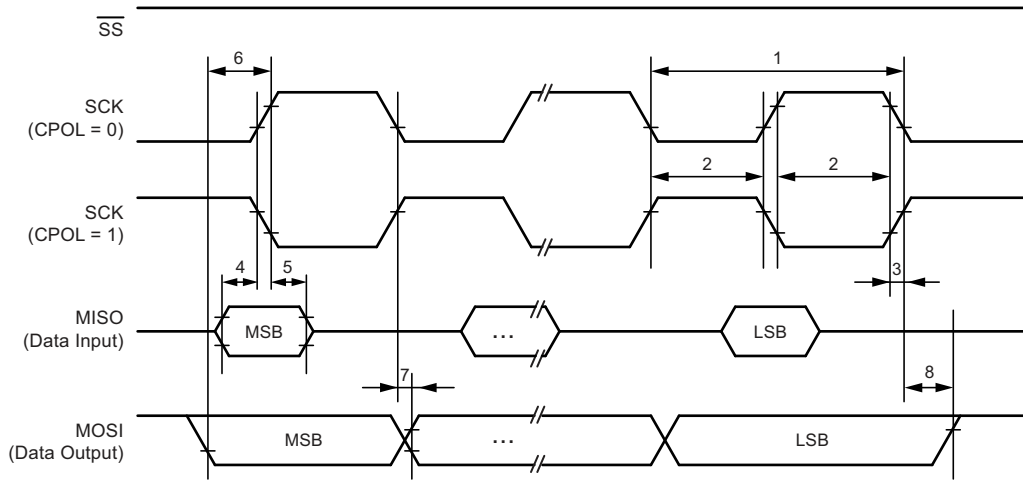 SS
6
1
SCK
(CPOL = 0)
2
2
SCK
(CPOL = 1)
4
5
3
MISO
(Data Input)
MSB
...
LSB
7
8
MOSI
(Data Output)
MSB
...
LSB